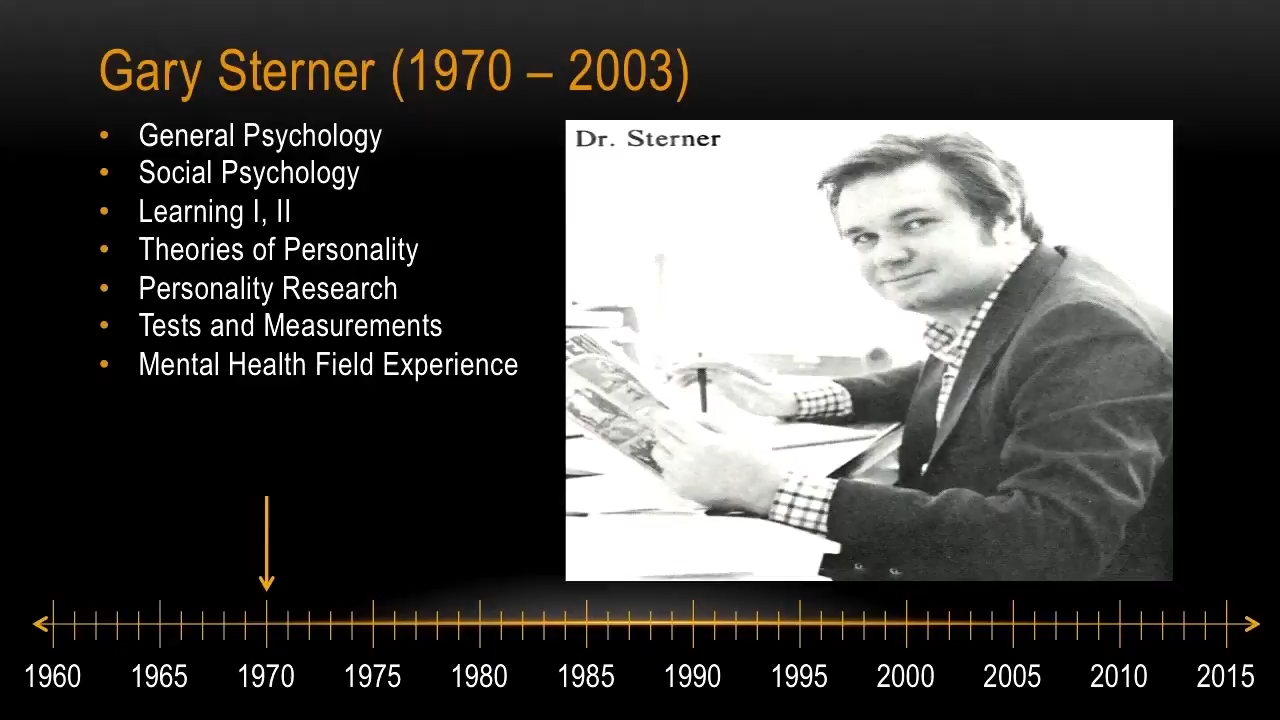 Gary Sterner (1970 – 2003)
• General Psychology
• Social Psychology
• Learning I, II
• Theories of Personality
• Personality Research
• Tests and Measurements
• Mental Health Field Experience
Dr. Sterner
1960 1965 1970 1975 1980 1985 1990 1995 2000 2005 2010 2015